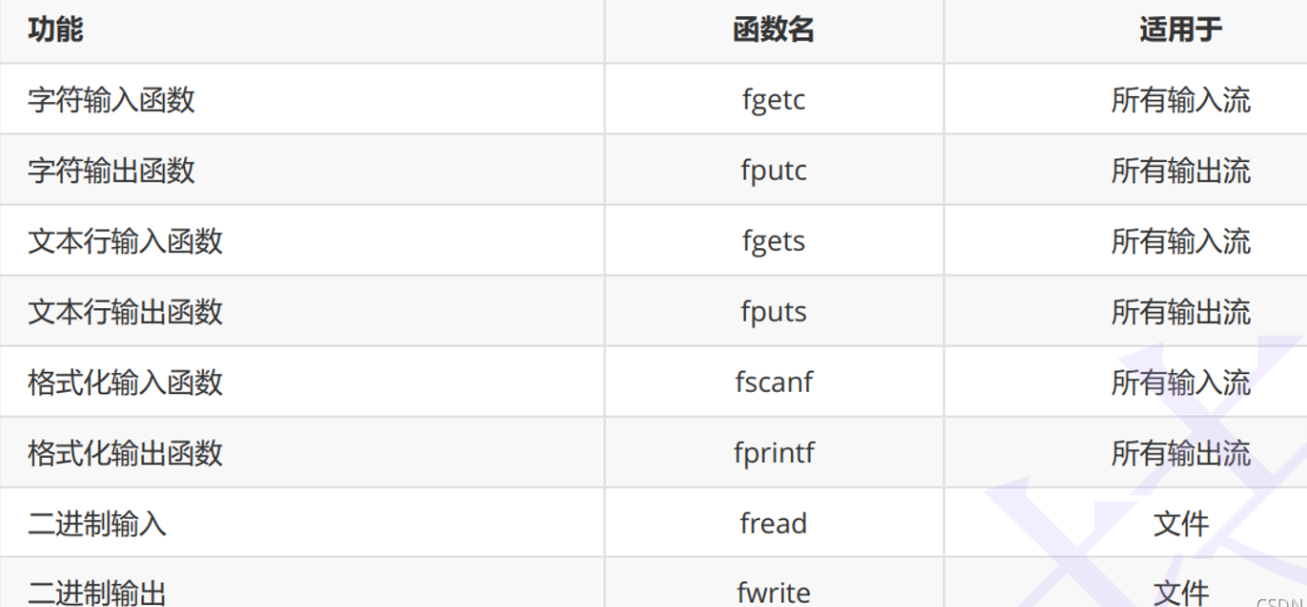 功能 函数名 适用于
字符输入函数 fgetc 所有输入流
字符输出函数 fputc 所有输出流
文本行输入函数 fgets 所有输入流
文本行输出函数 fputs 所有输出流
格式化输入函数 fscanf 所有输入流
格式化输出函数 fprintf 所有输出流
二进制输入 fread 文件
二进制输出 fwrite 文件
CSDN